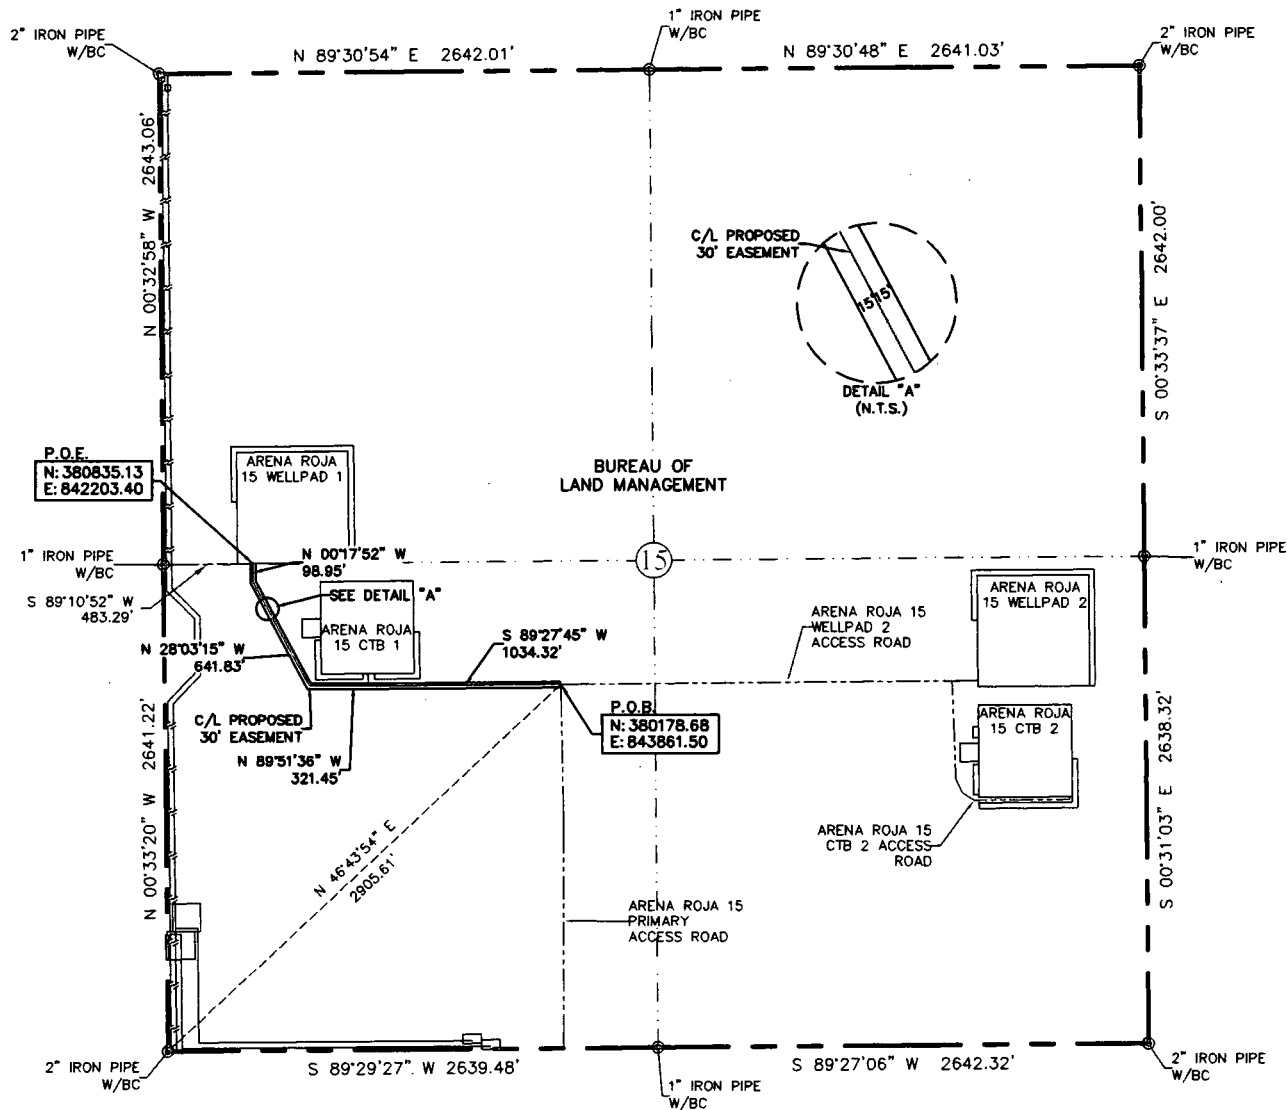 2" IRON PIPE
W/BC
N 89°30'54" E 2642.01'
1" IRON PIPE
W/BC
N 89°30'48" E 2641.03'
2" IRON PIPE
W/BC
N 00°32'58" W 2643.06'
S 00°33'37" E 2642.00'
C/L PROPOSED
30' EASEMENT
15'
15'
DETAIL "A"
(N.T.S.)
P.O.E.
N: 380835.13
E: 842203.40
ARENA ROJA
15 WELLPAD 1
BUREAU OF
LAND MANAGEMENT
15
1" IRON PIPE
W/BC
N 00°17'52" W
98.95'
1" IRON PIPE
W/BC
S 89°10'52" W
483.29'
SEE DETAIL "A"
ARENA ROJA
15 CTB 1
ARENA ROJA 15
WELLPAD 2
ACCESS ROAD
ARENA ROJA
15 WELLPAD 2
N 28°03'15" W
641.83'
S 89°27'45" W
1034.32'
C/L PROPOSED
30' EASEMENT
P.O.B.
N: 380178.68
E: 843861.50
ARENA ROJA
15 CTB 2
N 89°51'36" W
321.45'
N 00°33'20" W 2641.22'
S 00°31'03" E 2638.32'
N 46°43'54" E
2905.61'
ARENA ROJA 15
CTB 2 ACCESS
ROAD
ARENA ROJA 15
PRIMARY
ACCESS ROAD
2" IRON PIPE
W/BC
S 89°29'27" W 2639.48'
1" IRON PIPE
W/BC
S 89°27'06" W 2642.32'
2" IRON PIPE
W/BC